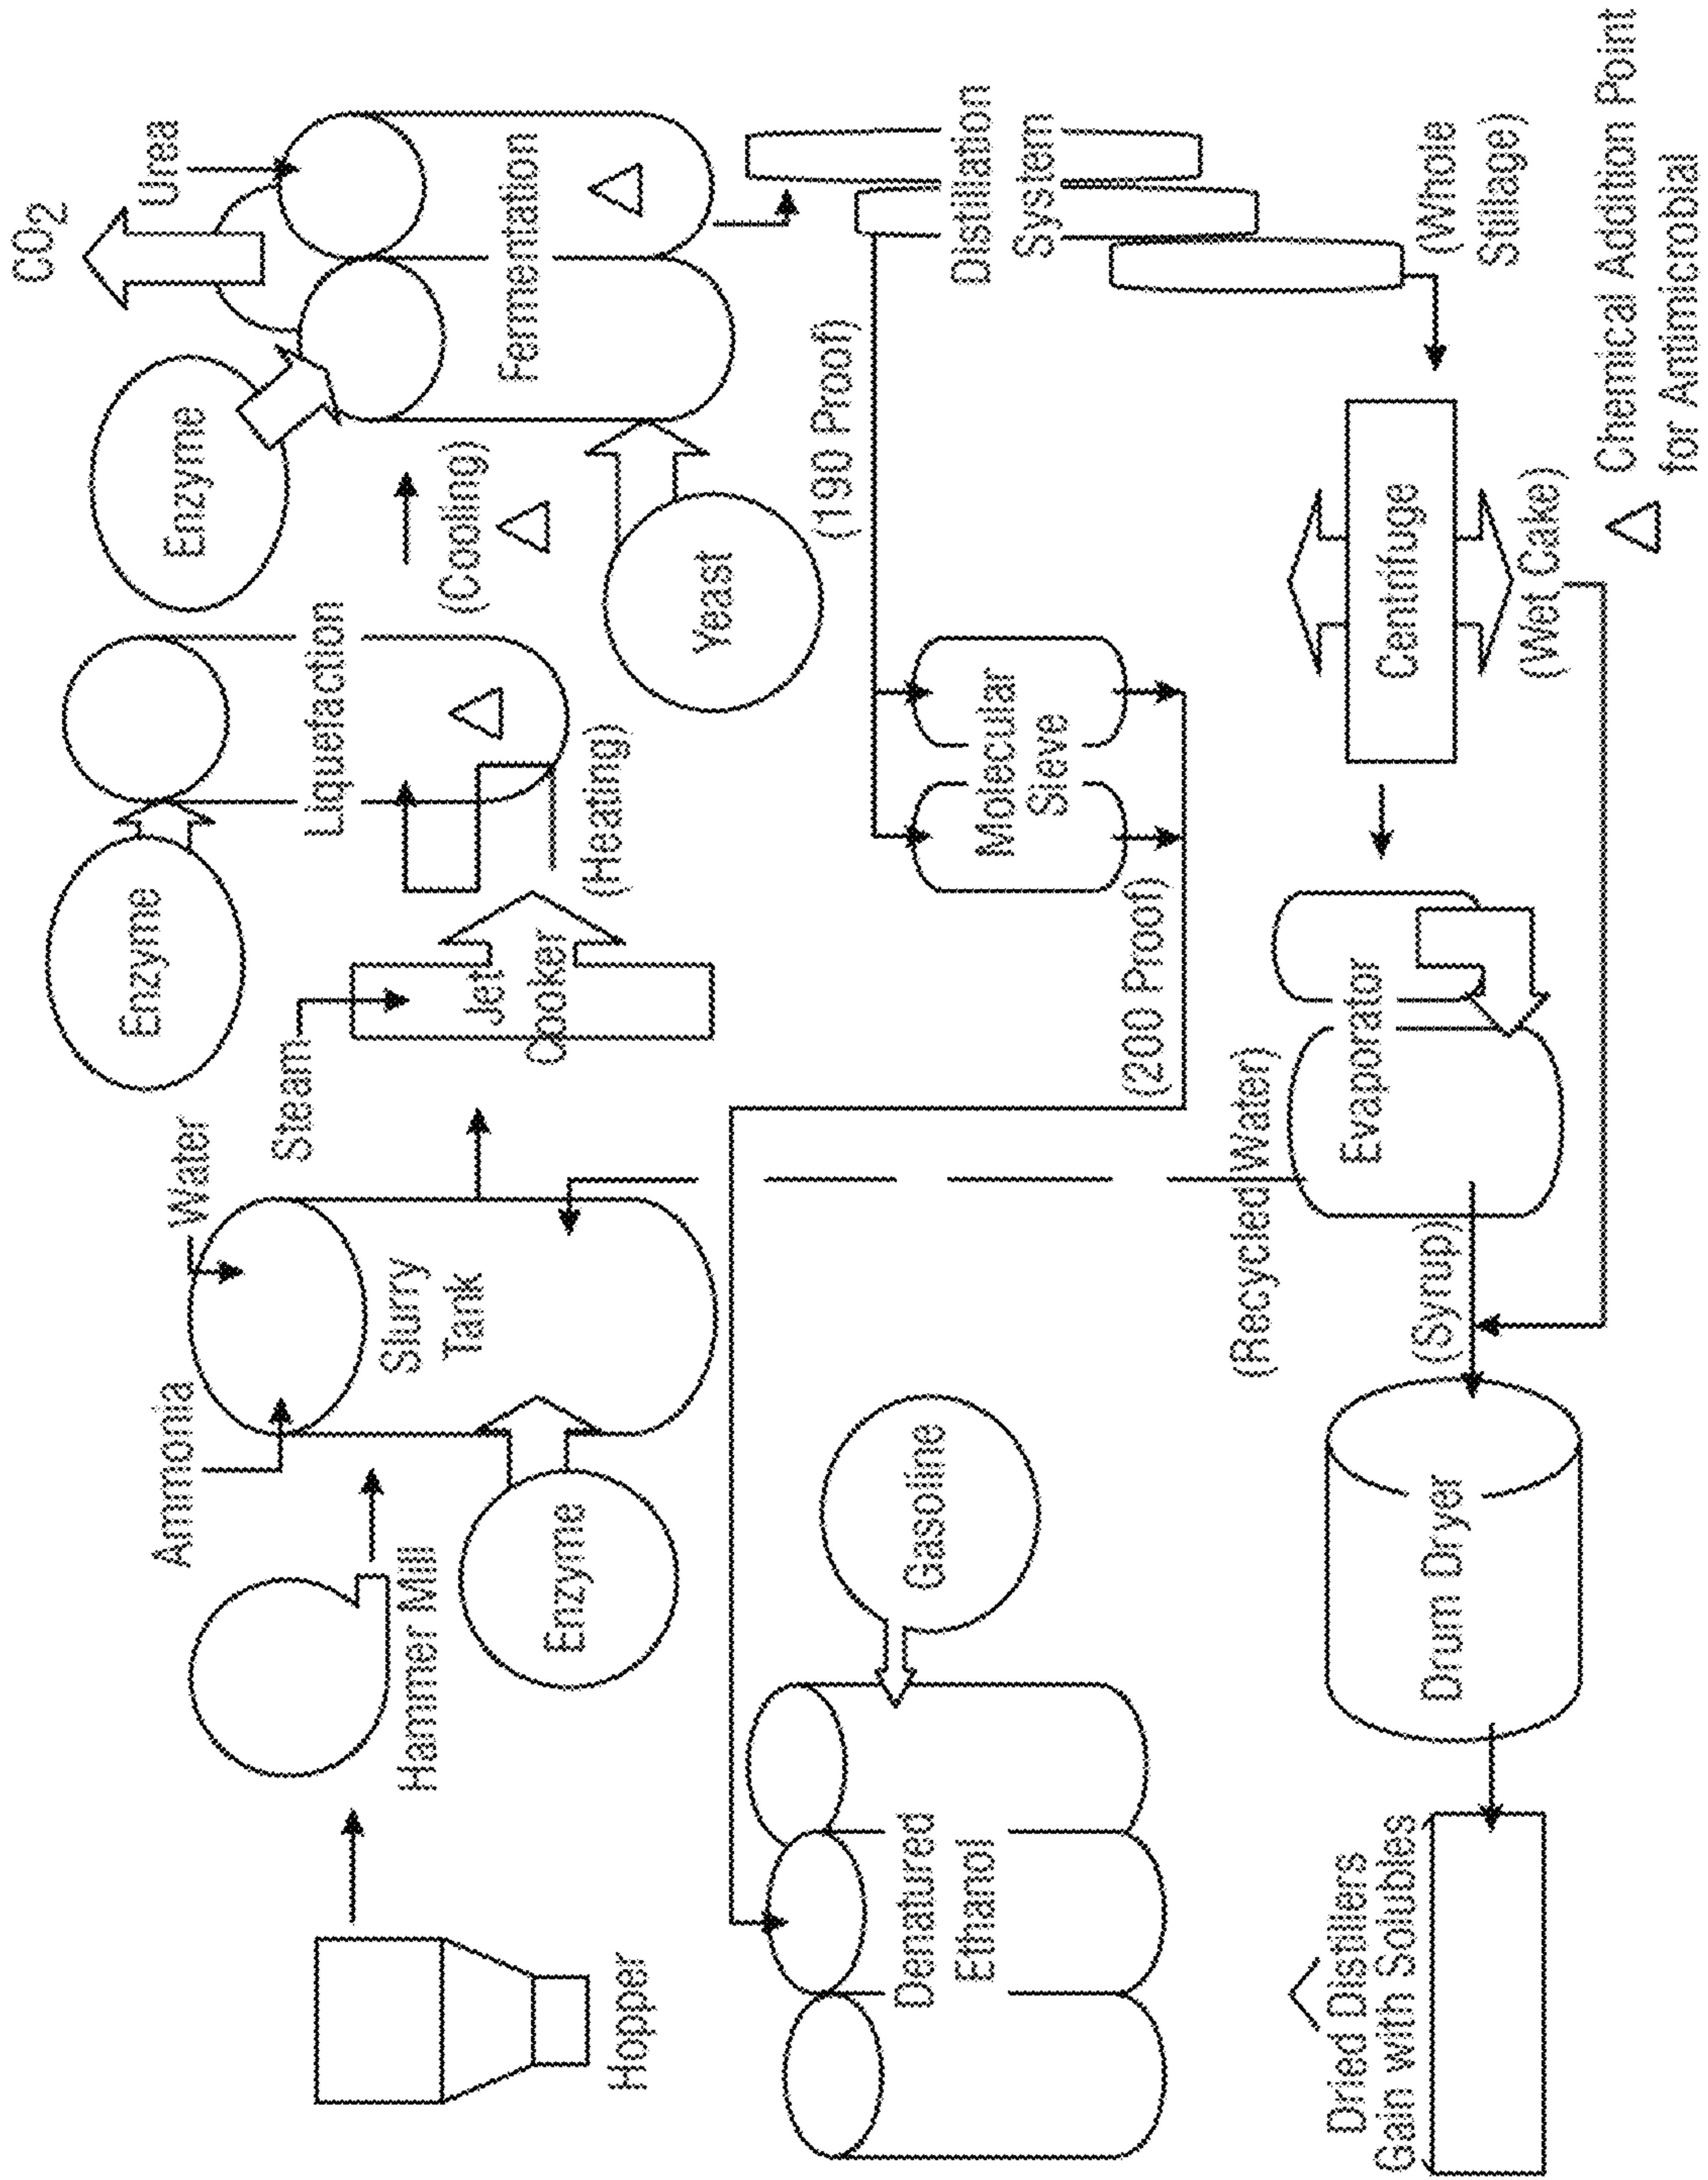 CO2
Urea
Enzyme
Fermentation
Enzyme
Liquefaction
(Cooling)
Yeast
Water
Ammonia
Steam
Jet
Cooker
(Heating)
Slurry
Tank
Enzyme
Hammer Mill
Hopper
(190 Proof)
Distillation
System
Molecular
Sieve
(200 Proof)
Gasoline
Denatured
Ethanol
(Whole
Stillage)
Centrifuge
(Wet Cake)
Evaporator
(Recycled Water)
(Syrup)
Drum Dryer
Dried Distillers
Gain with Solubles
Chemical Addition Point
for Antimicrobial